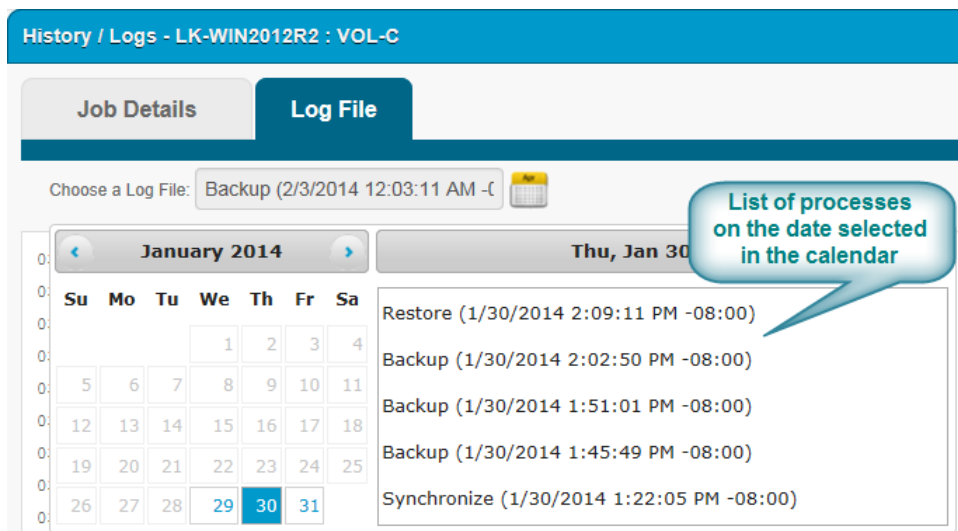 History / Logs - LK-WIN2012R2 : VOL-C
Job Details
Log File
Choose a Log File:
Backup (2/3/2014 12:03:11 AM -0
Apr
List of processes
on the date selected
in the calendar
January 2014
Thu, Jan 30
Su Mo Tu We Th Fr Sa
1 2 3 4
5 6 7 8 9 10 11
12 13 14 15 16 17 18
19 20 21 22 23 24 25
26 27 28 29 30 31
Restore (1/30/2014 2:09:11 PM -08:00)
Backup (1/30/2014 2:02:50 PM -08:00)
Backup (1/30/2014 1:51:01 PM -08:00)
Backup (1/30/2014 1:45:49 PM -08:00)
Synchronize (1/30/2014 1:22:05 PM -08:00)